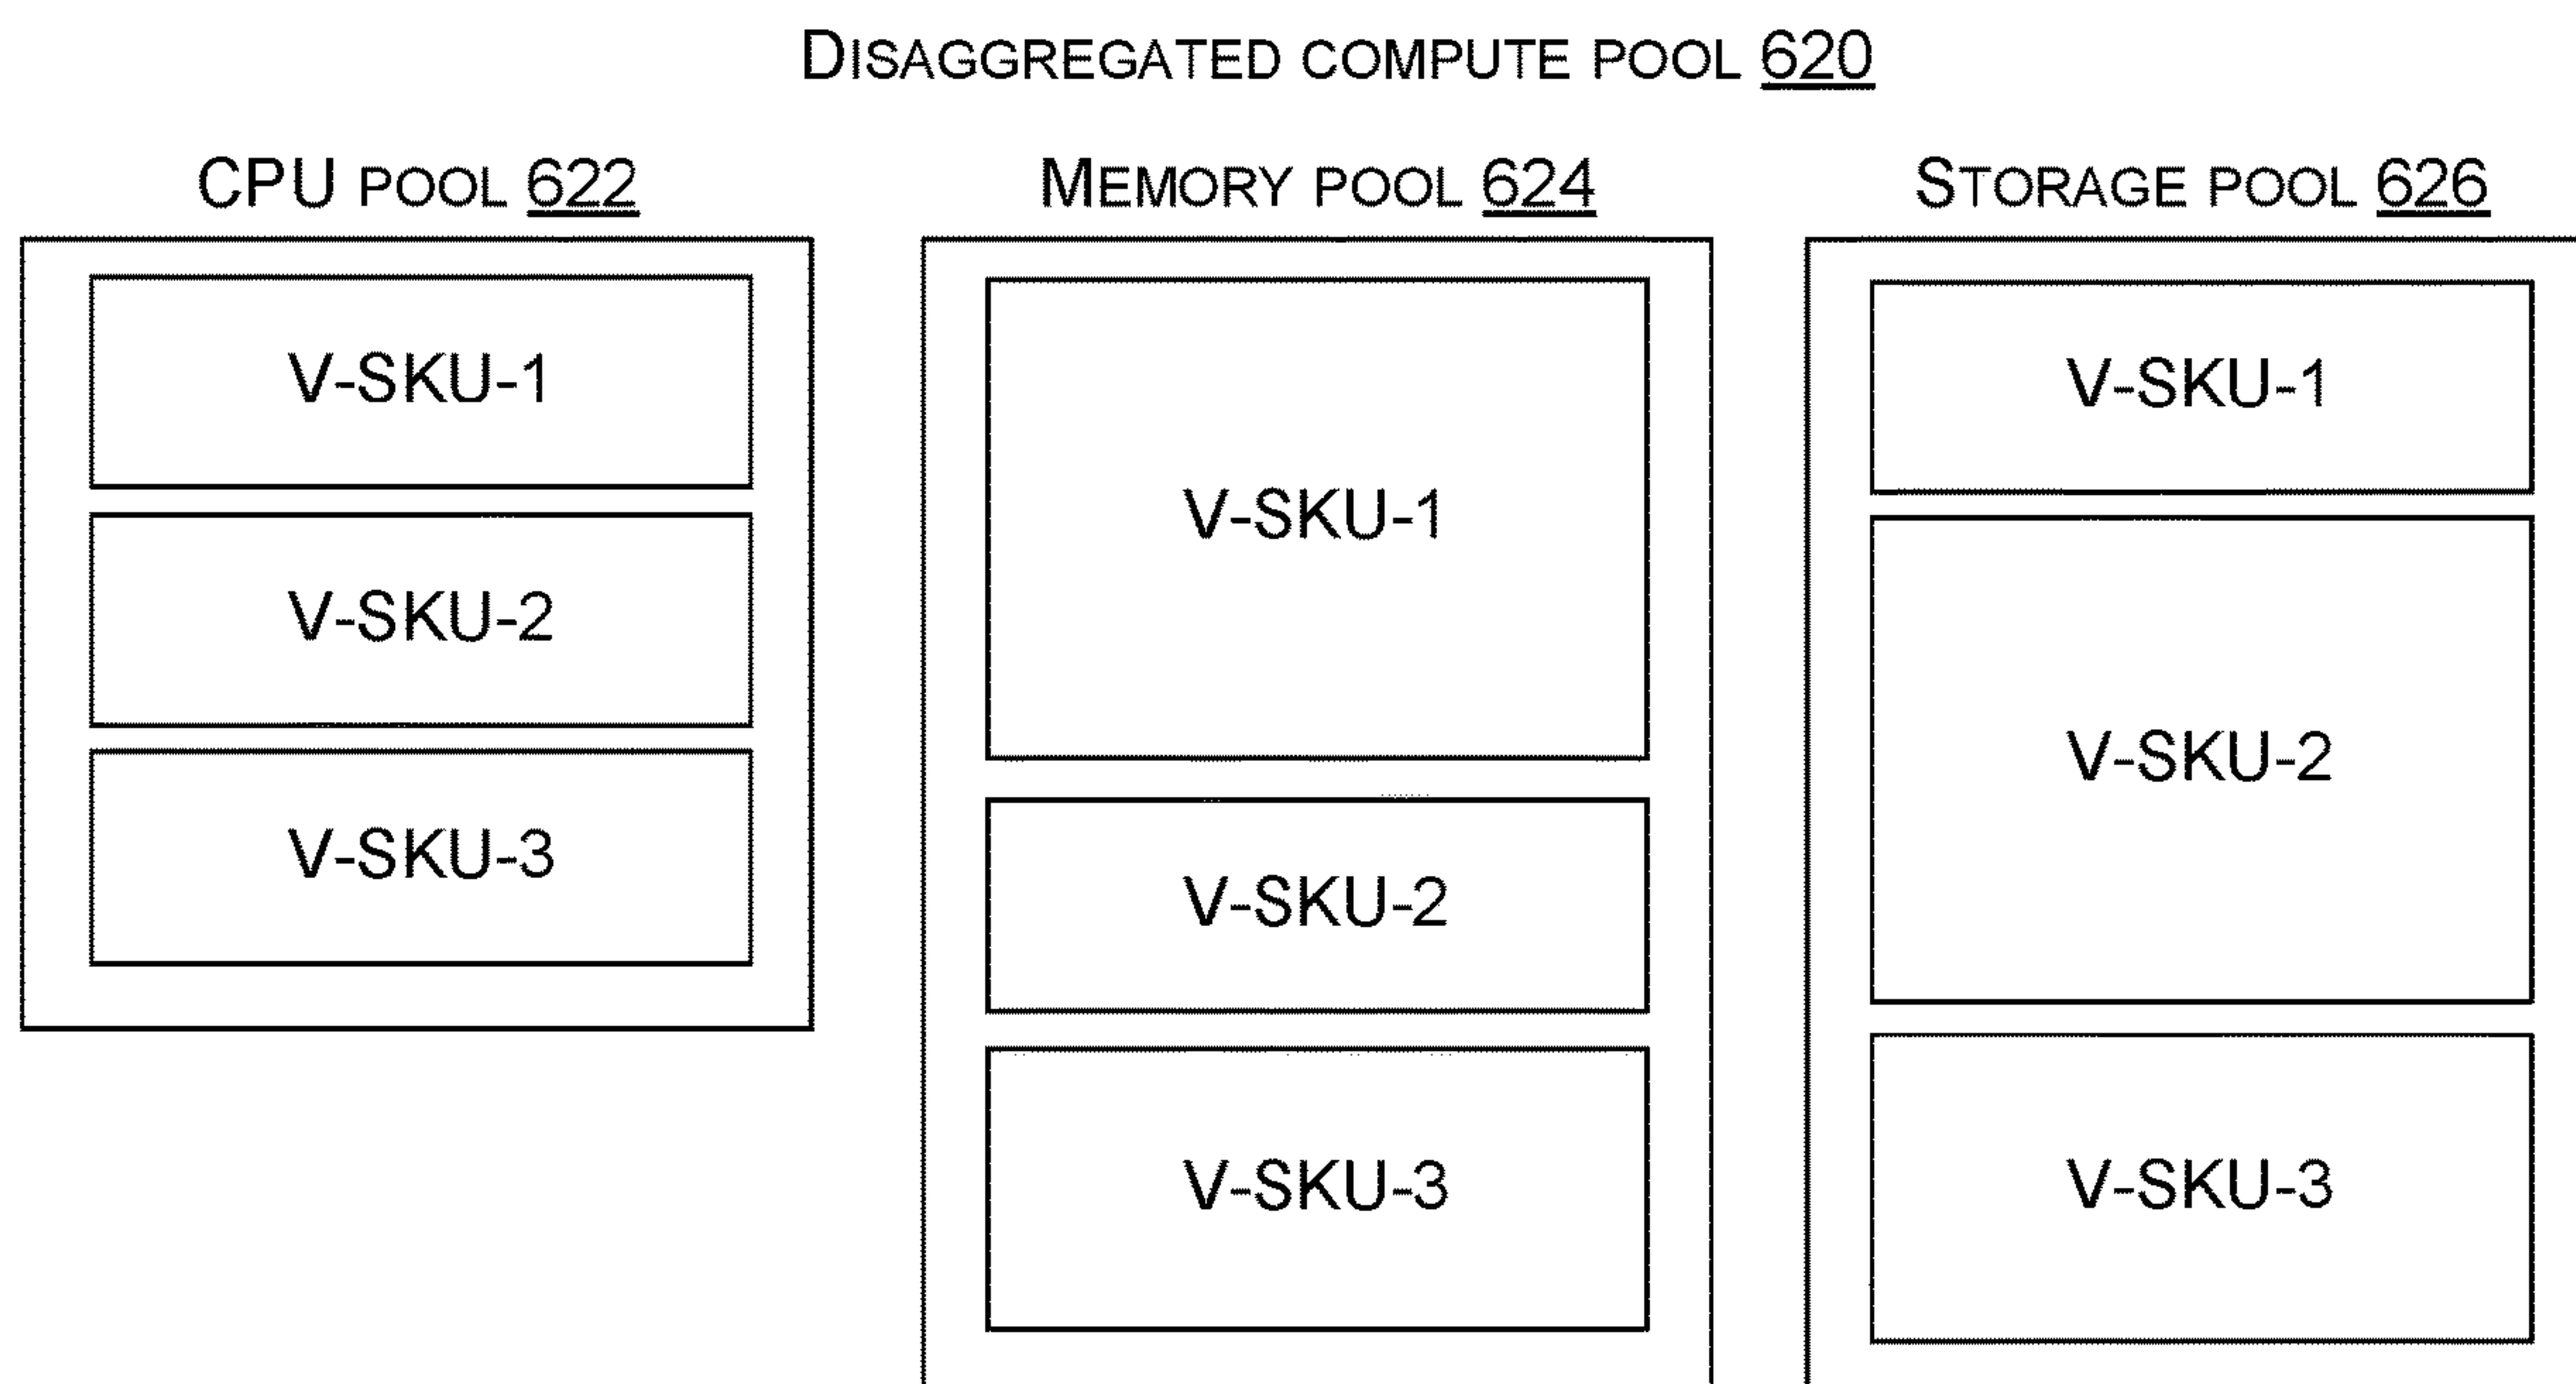 DISAGGREGATED COMPUTE POOL 620
CPU POOL 622
V-SKU-1
V-SKU-2
V-SKU-3
MEMORY POOL 624
V-SKU-1
V-SKU-2
V-SKU-3
STORAGE POOL 626
V-SKU-1
V-SKU-2
V-SKU-3